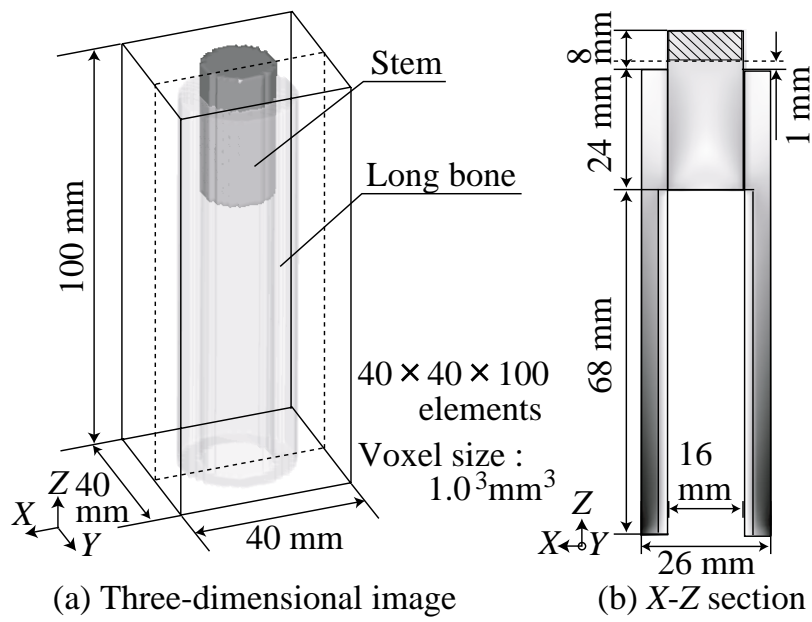 Stem
Long bone
100 mm
40 × 40 × 100
elements
Voxel size :
1.0³mm³
40
mm
40 mm
X
Z
Y
(a) Three-dimensional image
8
mm
24 mm
1 mm
68 mm
16
mm
26 mm
Z
X
Y
(b) X-Z section